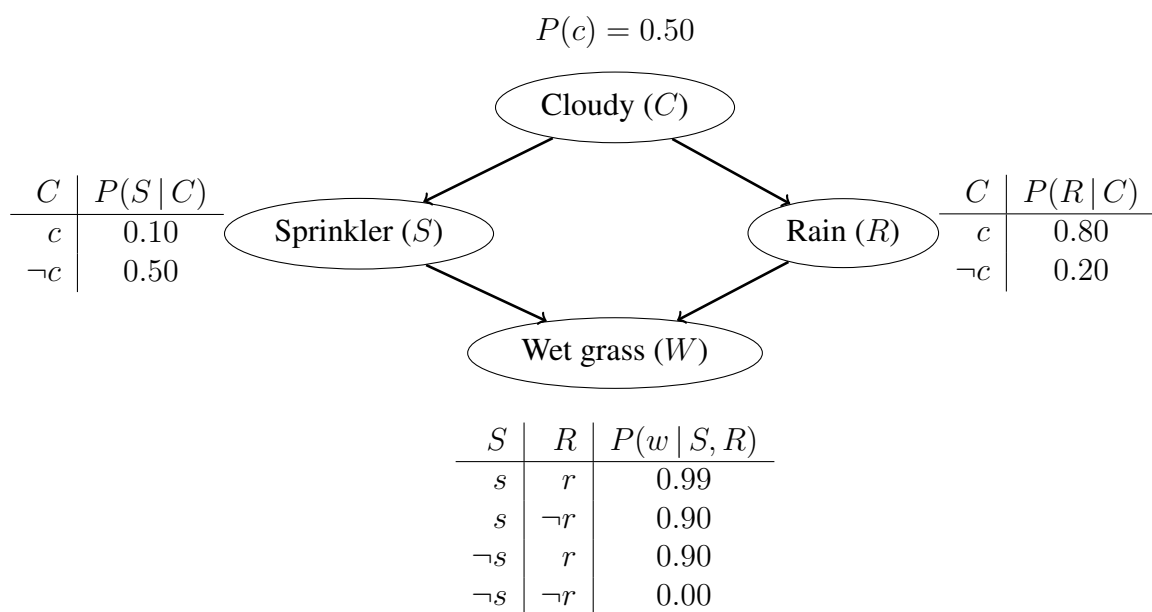 P(c) = 0.50
Cloudy (C)
C P(S | C)
c 0.10
¬c 0.50
Sprinkler (S)
Rain (R)
C P(R | C)
c 0.80
¬c 0.20
Wet grass (W)
S R P(w | S, R)
s r 0.99
s ¬r 0.90
¬s r 0.90
¬s ¬r 0.00